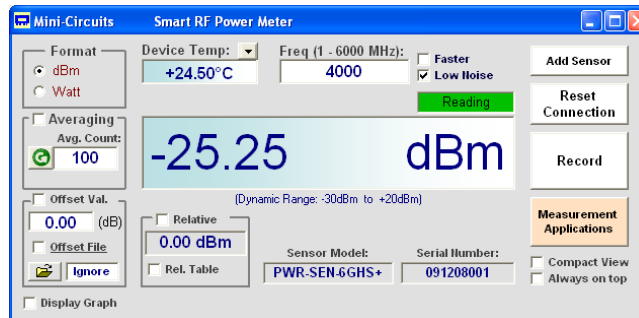 Mini-Circuits Smart RF Power Meter
Format
dBm
Watt
Device Temp:
+24.50°C
Freq (1 - 6000 MHz):
4000
Faster
Low Noise
Reading
Add Sensor
Reset
Connection
Record
Measurement
Applications
Compact View
Always on top
Averaging
Avg. Count:
100
-25.25 dBm
(Dynamic Range: -30dBm to +20dBm)
Offset Val.
0.00 (dB)
Offset File
Ignore
Relative
0.00 dBm
Rel. Table
Sensor Model:
PWR-SEN-6GHS+
Serial Number:
091208001
Display Graph